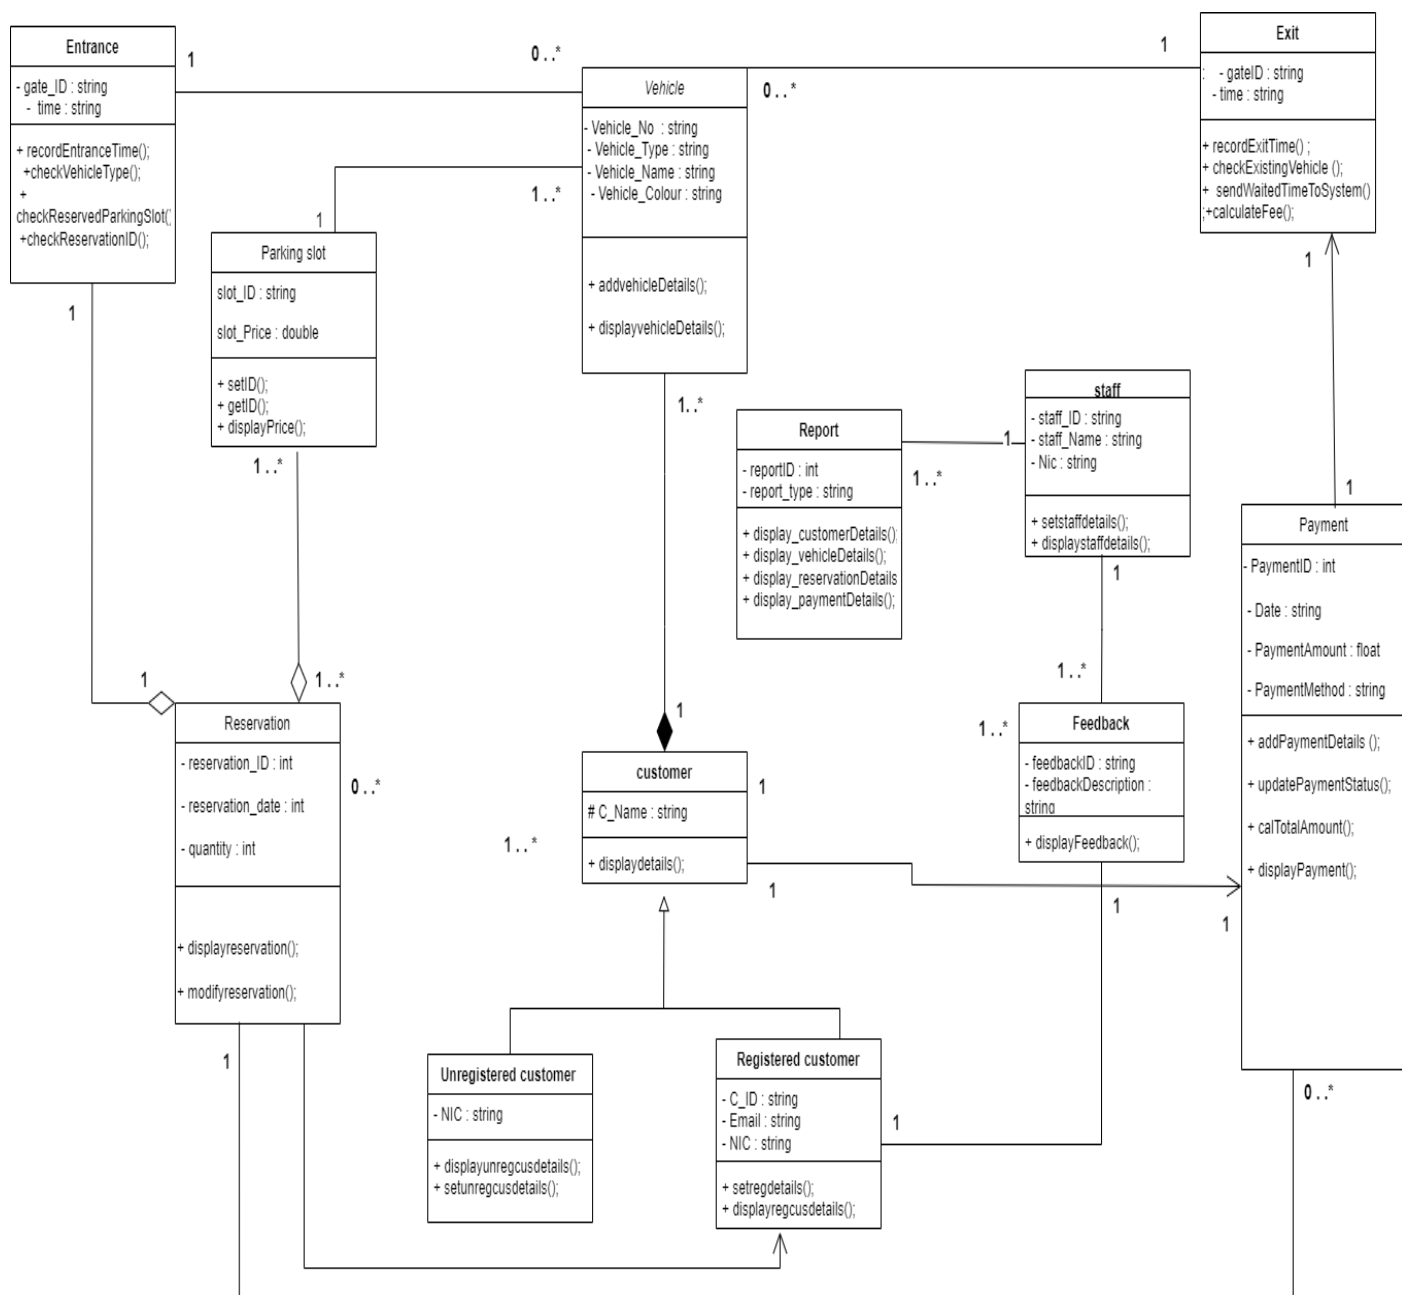 Entrance
- gate_ID : string
- time : string
+ recordEntranceTime();
+checkVehicleType();
+
checkReservedParkingSlot(;
+checkReservationID();
1
0 . .*
1
1
Vehicle
- Vehicle_No : string
- Vehicle_Type : string
- Vehicle_Name : string
- Vehicle_Colour : string
+ addvehicleDetails();
+ displayvehicleDetails();
0 . .*
1 . .*
1 . .*
Exit
: - gateID : string
- time : string
+ recordExitTime() ;
+ checkExistingVehicle ();
+ sendWaitedTimeToSystem()
;+calculateFee();
1
1
Parking slot
slot_ID : string
slot_Price : double
+ setID();
+ getID();
+ displayPrice();
1 . .*
Report
- reportID : int
- report_type : string
+ display_customerDetails();
+ display_vehicleDetails();
+ display_reservationDetails
+ display_paymentDetails();
1 . .*
1
staff
- staff_ID : string
- staff_Name : string
- Nic : string
+ setstaffdetails();
+ displaystaffdetails();
1
1 . .*
1
Payment
- PaymentID : int
- Date : string
- PaymentAmount : float
- PaymentMethod : string
+ addPaymentDetails ();
+ updatePaymentStatus();
+ calTotalAmount();
+ displayPayment();
0 . .*
1
1 . .*
Reservation
- reservation_ID : int
- reservation_date : int
- quantity : int
+ displayreservation();
+ modifyreservation();
0 . .*
1
1
customer
# C_Name : string
+ displaydetails();
1
1 . .*
1
1
1 . .*
Feedback
- feedbackID : string
- feedbackDescription :
string
+ displayFeedback();
1
Unregistered customer
- NIC : string
+ displayunregcusdetails();
+ setunregcusdetails();
Registered customer
- C_ID : string
- Email : string
- NIC : string
+ setregdetails();
+ displayregcusdetails();
1